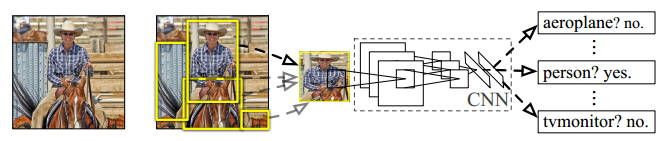 aeroplane? no.
⋮
person? yes.
⋮
CNN
tvmonitor? no.